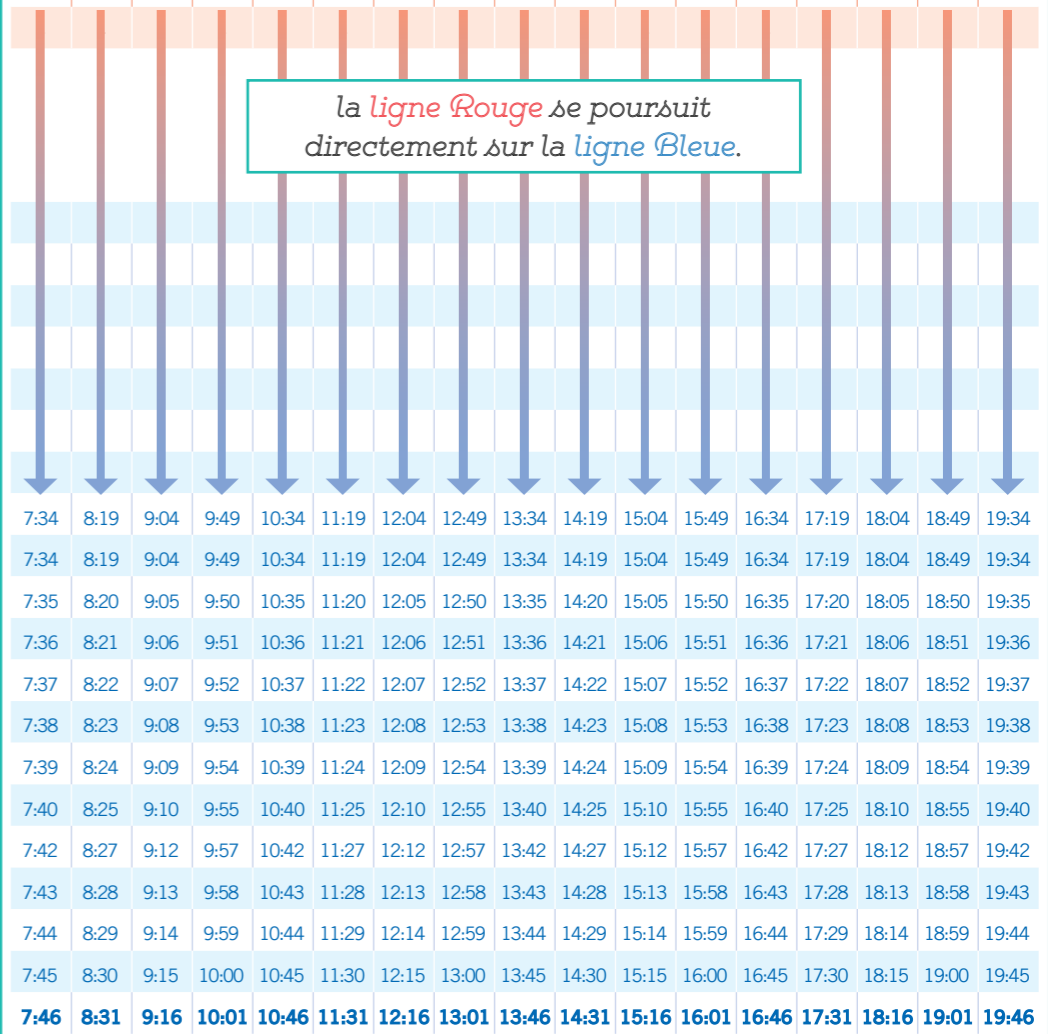 la ligne Rouge se poursuit
directement sur la ligne Bleue.
7:34 8:19 9:04 9:49 10:34 11:19 12:04 12:49 13:34 14:19 15:04 15:49 16:34 17:19 18:04 18:49 19:34
7:34 8:19 9:04 9:49 10:34 11:19 12:04 12:49 13:34 14:19 15:04 15:49 16:34 17:19 18:04 18:49 19:34
7:35 8:20 9:05 9:50 10:35 11:20 12:05 12:50 13:35 14:20 15:05 15:50 16:35 17:20 18:05 18:50 19:35
7:36 8:21 9:06 9:51 10:36 11:21 12:06 12:51 13:36 14:21 15:06 15:51 16:36 17:21 18:06 18:51 19:36
7:37 8:22 9:07 9:52 10:37 11:22 12:07 12:52 13:37 14:22 15:07 15:52 16:37 17:22 18:07 18:52 19:37
7:38 8:23 9:08 9:53 10:38 11:23 12:08 12:53 13:38 14:23 15:08 15:53 16:38 17:23 18:08 18:53 19:38
7:39 8:24 9:09 9:54 10:39 11:24 12:09 12:54 13:39 14:24 15:09 15:54 16:39 17:24 18:09 18:54 19:39
7:40 8:25 9:10 9:55 10:40 11:25 12:10 12:55 13:40 14:25 15:10 15:55 16:40 17:25 18:10 18:55 19:40
7:42 8:27 9:12 9:57 10:42 11:27 12:12 12:57 13:42 14:27 15:12 15:57 16:42 17:27 18:12 18:57 19:42
7:43 8:28 9:13 9:58 10:43 11:28 12:13 12:58 13:43 14:28 15:13 15:58 16:43 17:28 18:13 18:58 19:43
7:44 8:29 9:14 9:59 10:44 11:29 12:14 12:59 13:44 14:29 15:14 15:59 16:44 17:29 18:14 18:59 19:44
7:45 8:30 9:15 10:00 10:45 11:30 12:15 13:00 13:45 14:30 15:15 16:00 16:45 17:30 18:15 19:00 19:45
7:46 8:31 9:16 10:01 10:46 11:31 12:16 13:01 13:46 14:31 15:16 16:01 16:46 17:31 18:16 19:01 19:46